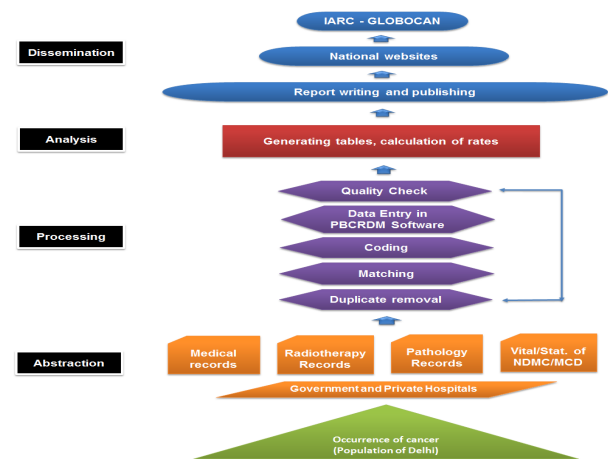 IARC - GLOBOCAN
Dissemination
National websites
Report writing and publishing
Analysis
Generating tables, calculation of rates
Quality Check
Data Entry in
PBCRDM Software
Processing
Coding
Matching
Duplicate removal
Abstraction
Medical
records
Radiotherapy
Records
Pathology
Records
Vital/Stat. of
NDMC/MCD
Government and Private Hospitals
Occurrence of cancer
(Population of Delhi)